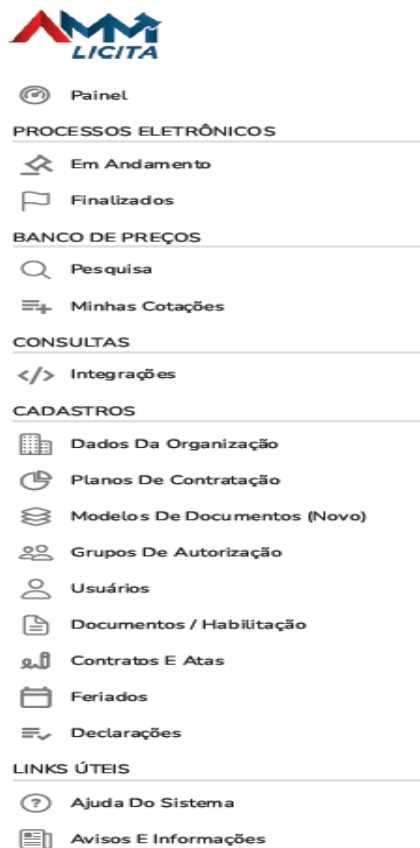 AMM
LICITA
Painel
PROCESSOS ELETRÔNICOS
Em Andamento
Finalizados
BANCO DE PREÇOS
Pesquisa
Minhas Cotações
CONSULTAS
Integrações
CADASTROS
Dados Da Organização
Planos De Contratação
Modelos De Documentos (Novo)
Grupos De Autorização
Usuários
Documentos / Habilitação
Contratos E Atas
Feriados
Declarações
LINKS ÚTEIS
Ajuda Do Sistema
Avisos E Informações